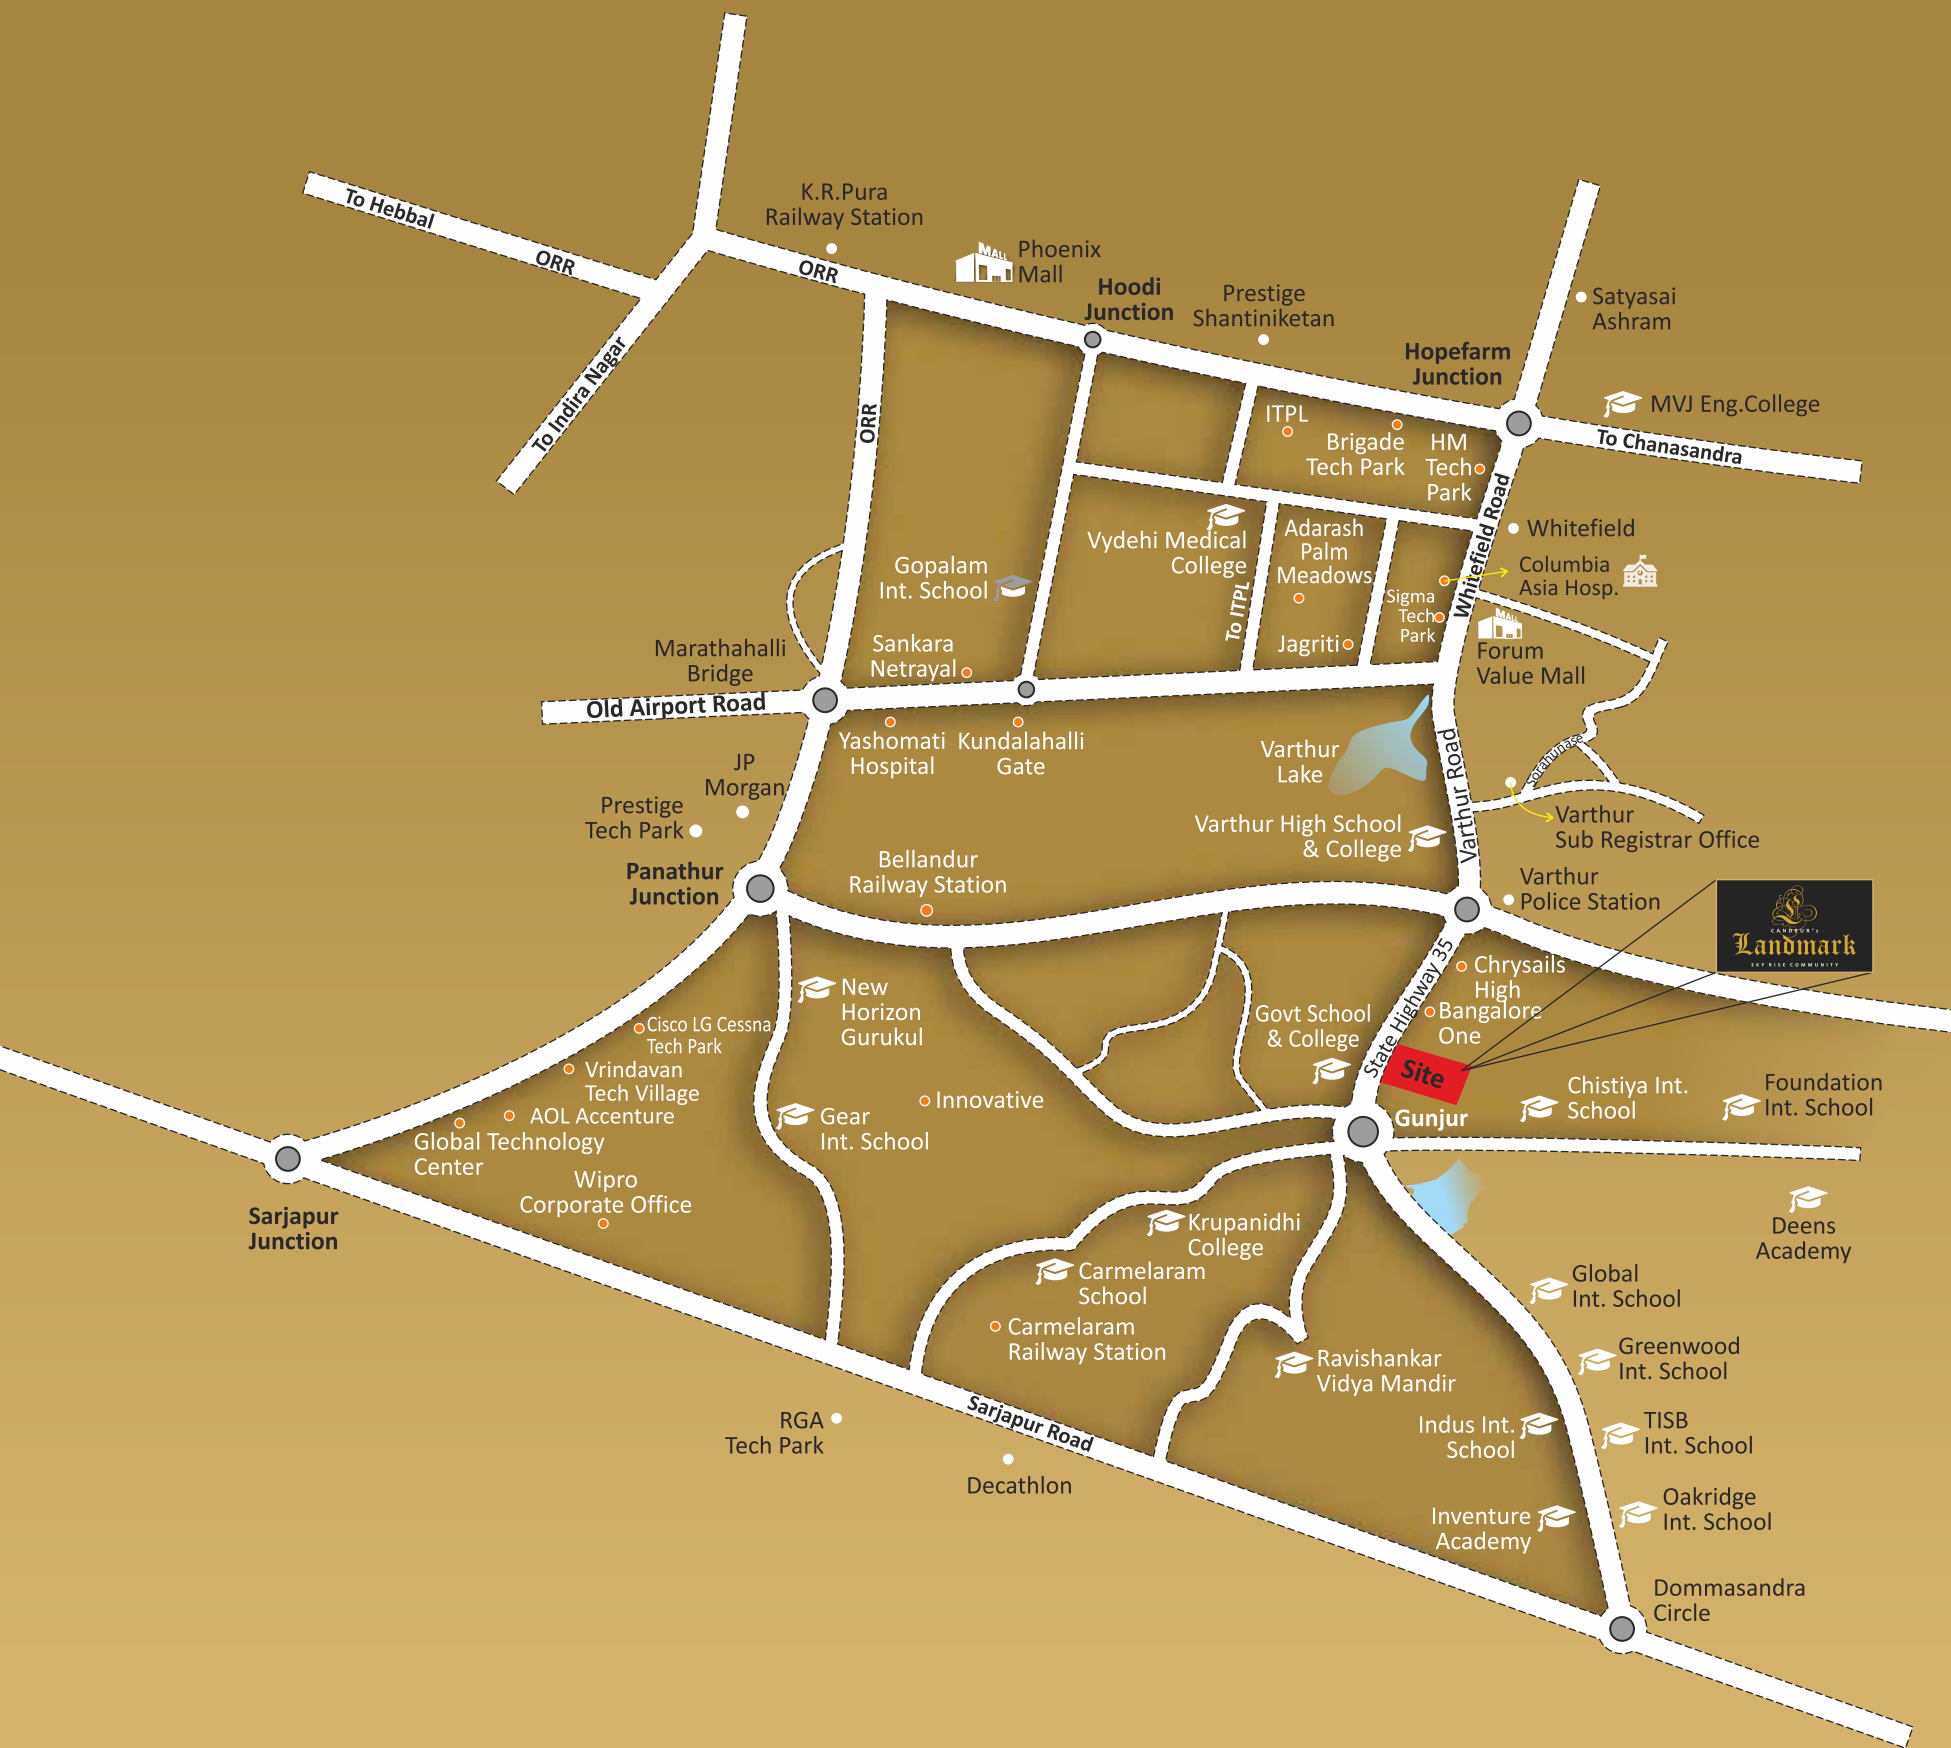 To Hebbal
ORR
To Indira Nagar
K.R.Pura
Railway Station
ORR
MALL
Phoenix
Mall
Hoodi
Junction
Prestige
Shantiniketan
Hopefarm
Junction
Satyasai
Ashram
MVJ Eng.College
To Chanasandra
ORR
ITPL
Brigade
Tech Park
HM
Tech
Park
Whitefield Road
Whitefield
Columbia
Asia Hosp.
Vydehi Medical
College
Adarash
Palm
Meadows
To ITPL
Jagriti
Sigma
Tech
Park
MALL
Forum
Value Mall
Gopalam
Int. School
Sankara
Netrayal
Marathahalli
Bridge
Old Airport Road
Yashomati
Hospital
Kundalahalli
Gate
JP
Morgan
Prestige
Tech Park
Varthur
Lake
Varthur Road
Sorahunase
Varthur
Sub Registrar Office
Varthur High School
& College
Panathur
Junction
Bellandur
Railway Station
Varthur
Police Station
L
CANDEUR's
Landmark
SKY RISE COMMUNITY
State Highway 35
Chrysails
High
Bangalore
One
New
Horizon
Gurukul
Govt School
& College
Cisco LG Cessna
Tech Park
Vrindavan
Tech Village
AOL Accenture
Global Technology
Center
Wipro
Corporate Office
Innovative
Gear
Int. School
Site
Gunjur
Chistiya Int.
School
Foundation
Int. School
Sarjapur
Junction
Krupanidhi
College
Carmelaram
School
Carmelaram
Railway Station
Deens
Academy
Global
Int. School
Greenwood
Int. School
Ravishankar
Vidya Mandir
Indus Int.
School
TISB
Int. School
RGA
Tech Park
Sarjapur Road
Decathlon
Inventure
Academy
Oakridge
Int. School
Dommasandra
Circle